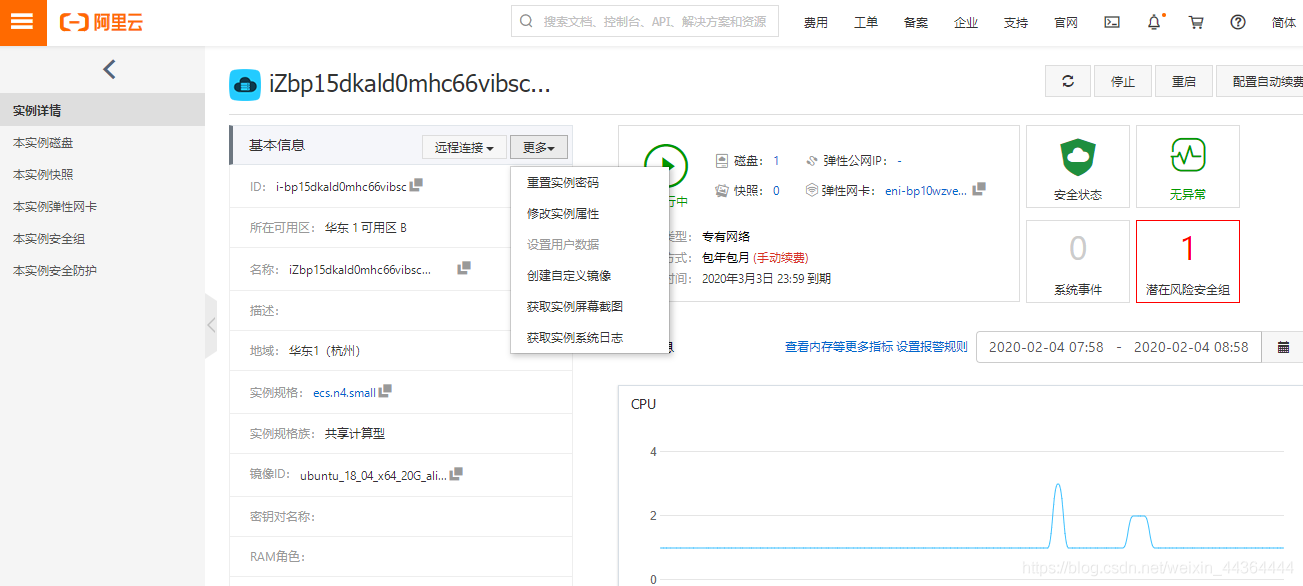 阿里云
搜索文档、控制台、API、解决方案和资源
费用 工单 备案 企业 支持 官网 简体
实例详情
本实例磁盘
本实例快照
本实例弹性网卡
本实例安全组
本实例安全防护
iZbp15dkald0mhc66vibsc...
停止 重启 配置自动续费
基本信息 远程连接 更多
ID: i-bp15dkald0mhc66vibsc
所在可用区: 华东 1 可用区 B
名称: iZbp15dkald0mhc66vibsc...
描述:
地域: 华东1(杭州)
实例规格: ecs.n4.small
实例规格族: 共享计算型
镜像ID: ubuntu_18_04_x64_20G_ali...
密钥对名称:
RAM角色:
重置实例密码
修改实例属性
设置用户数据
创建自定义镜像
获取实例屏幕截图
获取实例系统日志
行中
磁盘: 1 弹性公网IP: -
快照: 0 弹性网卡: eni-bp10wzve...
类型: 专有网络
方式: 包年包月 (手动续费)
时间: 2020年3月3日 23:59 到期
安全状态
无异常
0
系统事件
1
潜在风险安全组
息
查看内存等更多指标 设置报警规则 2020-02-04 07:58 - 2020-02-04 08:58
CPU
4
2
0
https://blog.csdn.net/weixin_44364444